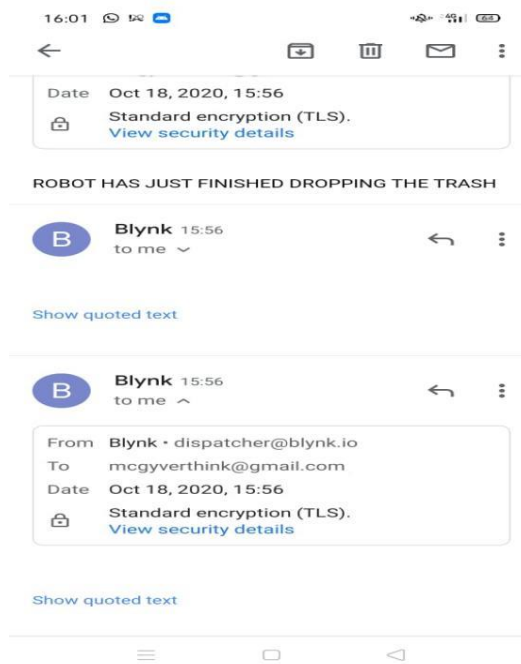 16:01
64
Date Oct 18, 2020, 15:56
Standard encryption (TLS).
View security details
ROBOT HAS JUST FINISHED DROPPING THE TRASH
B Blynk 15:56
to me
Show quoted text
B Blynk 15:56
to me
From Blynk • dispatcher@blynk.io
To mcgyverthink@gmail.com
Date Oct 18, 2020, 15:56
Standard encryption (TLS).
View security details
Show quoted text